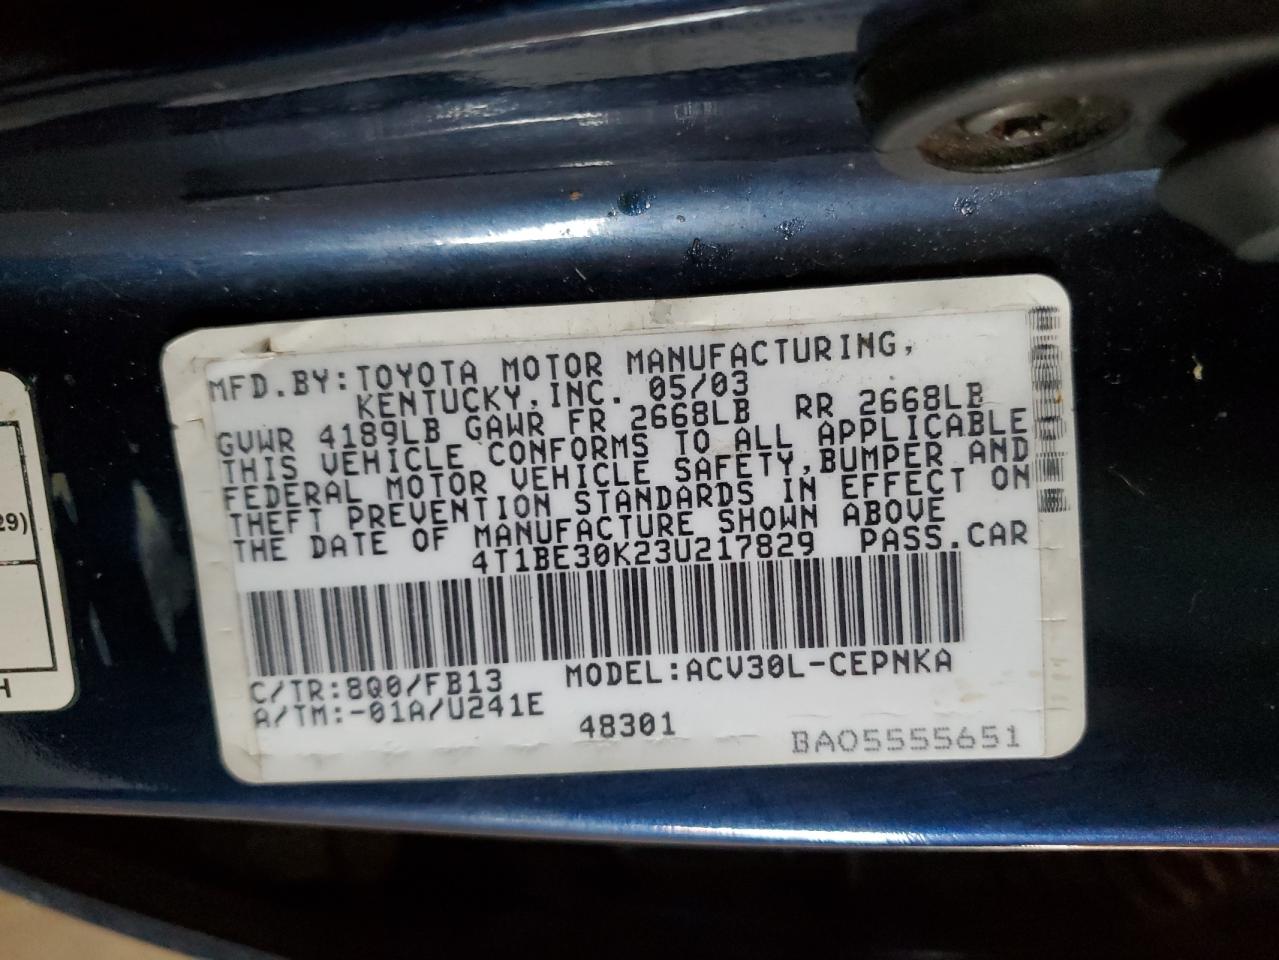 MFD.BY:TOYOTA MOTOR MANUFACTURING,
KENTUCKY,INC. 05/03
GVWR 4189LB GAWR FR 2668LB RR 2668LB
THIS VEHICLE CONFORMS TO ALL APPLICABLE
FEDERAL MOTOR VEHICLE SAFETY,BUMPER AND
THEFT PREVENTION STANDARDS IN EFFECT ON
THE DATE OF MANUFACTURE SHOWN ABOVE
4T1BE30K23U217829 PASS.CAR
C/TR:8Q0/FB13 MODEL:ACV30L-CEPNKA
A/TM:-01A/U241E
48301
BAO5555651
29)
H